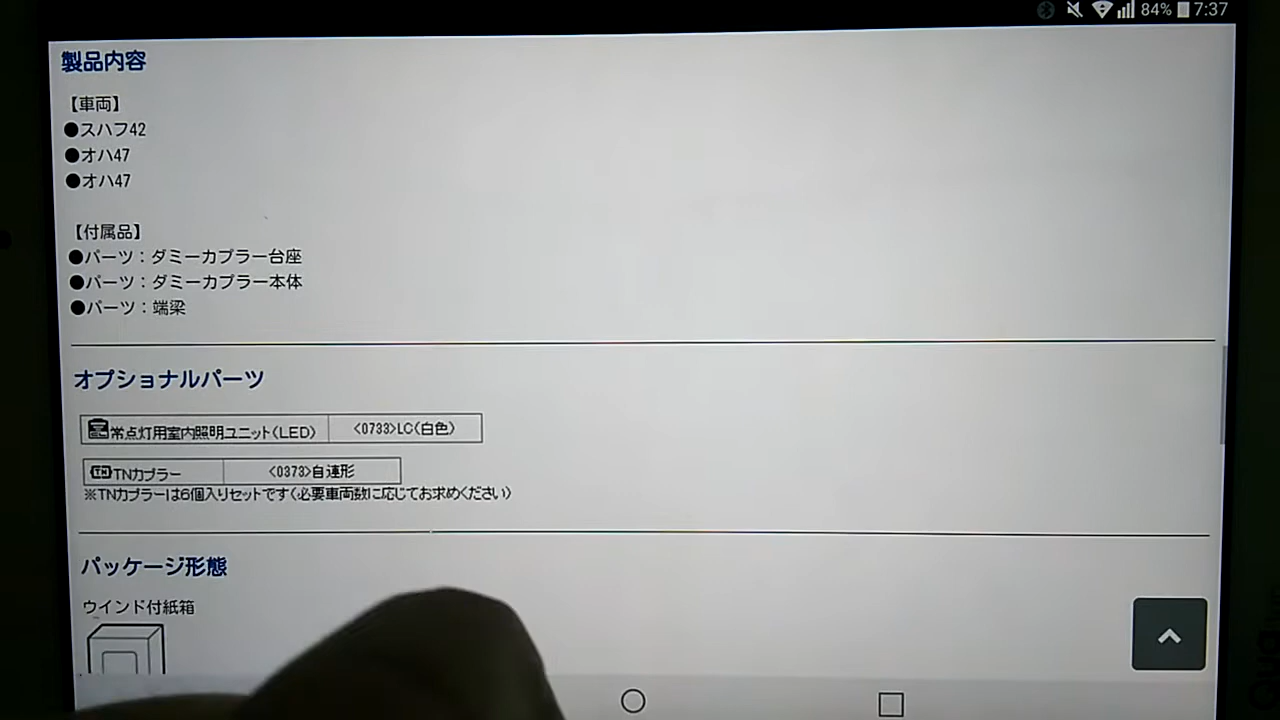 84% 7:37
製品内容
【車両】
●スハフ42
●オハ47
●オハ47
【付属品】
●パーツ：ダミーカプラー台座
●パーツ：ダミーカプラー本体
●パーツ：端梁
オプショナルパーツ
常点灯用室内照明ユニット(LED) <0733>LC(白色)
TN TNカプラー <0373>自連形
※TNカプラーは6個入りセットです(必要車両数に応じてお求めください)
パッケージ形態
ウインド付紙箱